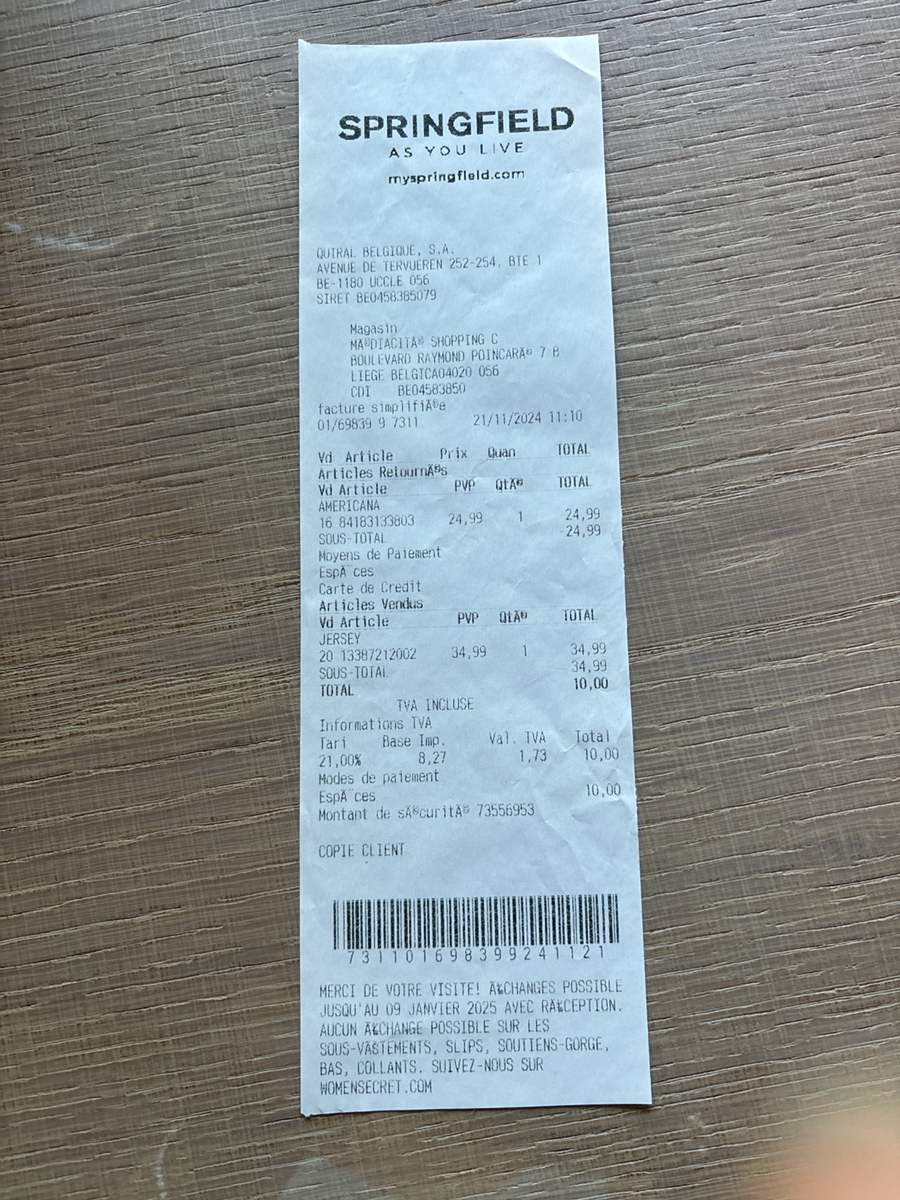 SPRINGFIELD
AS YOU LIVE
myspringfield.com
QUIRAL BELGIQUE, S.A.
AVENUE DE TERVUEREN 252-254, BTE 1
BE-1180 UCCLE 056
SIRET BE0458385079
Magasin
MÃ©DIACITÃ© SHOPPING C
BOULEVARD RAYMOND POINCARÃ© 7 B
LIEGE BELGICA04020 056
CDI BE04583850
facture simplifiÃ©e
01/69839 9 7311 21/11/2024 11:10
Vd Article Prix Quan TOTAL
Articles RetournÃ©s
Vd Article PVP QtÃ© TOTAL
AMERICANA
16 84183133803 24,99 1 24,99
SOUS-TOTAL -24,99
Moyens de Paiement
EspÃ¨ces
Carte de Credit
Articles Vendus
Vd Article PVP QtÃ© TOTAL
JERSEY
20 13387212002 34,99 1 34,99
SOUS-TOTAL 34,99
TOTAL 10,00
TVA INCLUSE
Informations TVA
Tari Base Imp. Val. TVA Total
21,00% 8,27 1,73 10,00
Modes de paiement
EspÃ¨ces 10,00
Montant de sÃ©curitÃ© 73556953
COPIE CLIENT
731101698399241121
MERCI DE VOTRE VISITE! Ã‰CHANGES POSSIBLE
JUSQU'AU 09 JANVIER 2025 AVEC RÃ‰CEPTION.
AUCUN Ã‰CHANGE POSSIBLE SUR LES
SOUS-VÃŠTEMENTS, SLIPS, SOUTIENS-GORGE,
BAS, COLLANTS. SUIVEZ-NOUS SUR
WOMENSECRET.COM